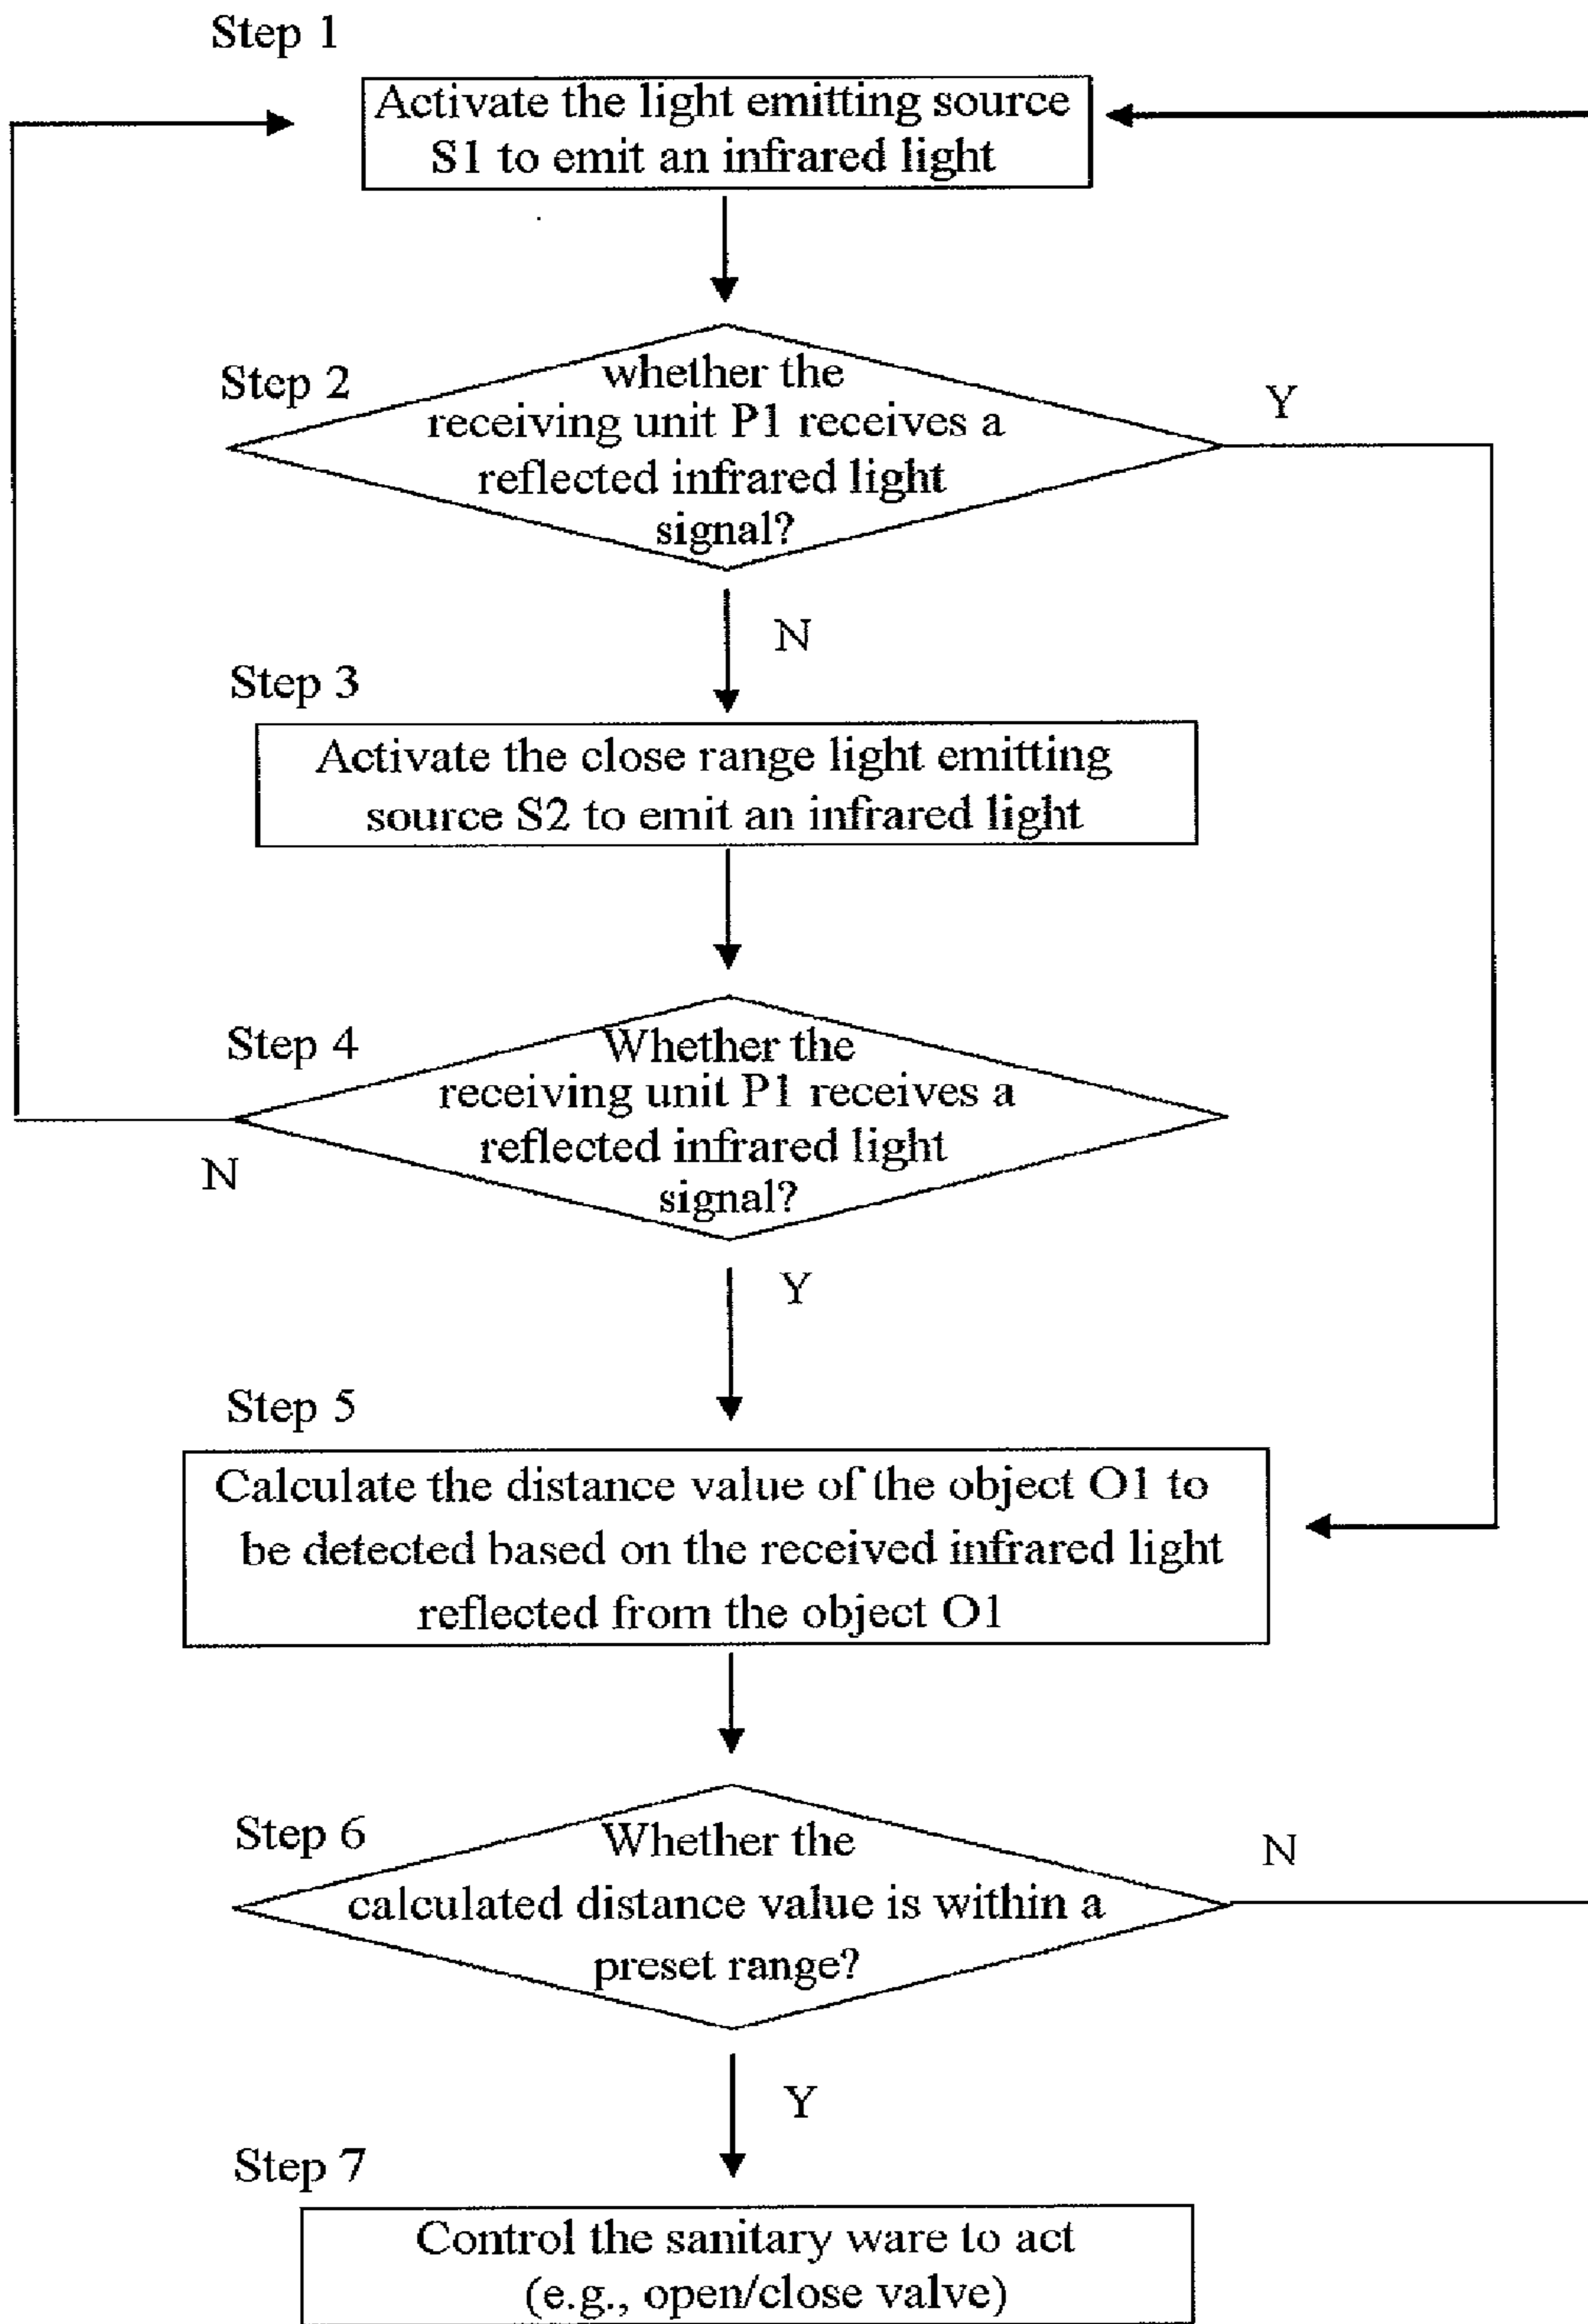 Step 1
Activate the light emitting source
S1 to emit an infrared light
Step 2
whether the
receiving unit P1 receives a
reflected infrared light
signal?
Y
N
Step 3
Activate the close range light emitting
source S2 to emit an infrared light
Step 4
Whether the
receiving unit P1 receives a
reflected infrared light
signal?
N
Y
Step 5
Calculate the distance value of the object O1 to
be detected based on the received infrared light
reflected from the object O1
Step 6
Whether the
calculated distance value is within a
preset range?
N
Y
Step 7
Control the sanitary ware to act
(e.g., open/close valve)